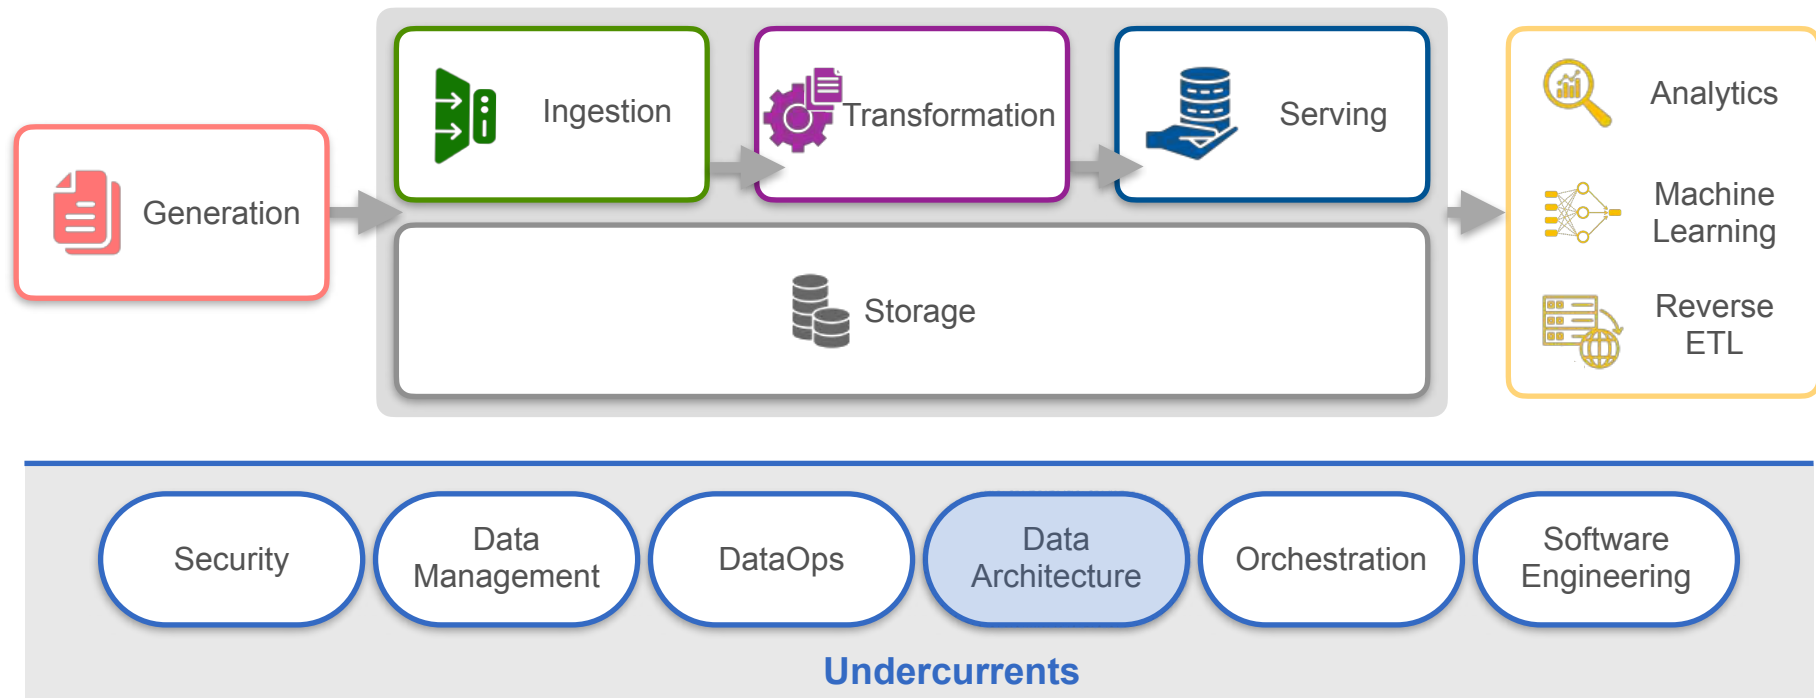 Generation
Ingestion
Transformation
Serving
Storage
Analytics
Machine
Learning
Reverse
ETL
Security
Data
Management
DataOps
Data
Architecture
Orchestration
Software
Engineering
Undercurrents